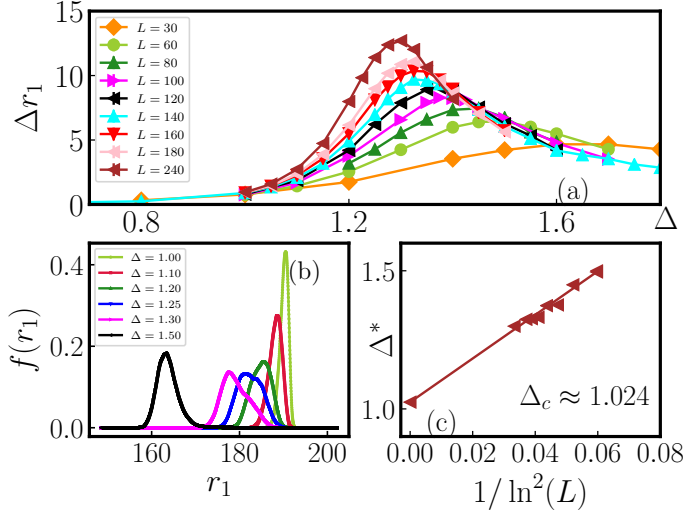 15
10
5
0
Δr₁
L = 30
L = 60
L = 80
L = 100
L = 120
L = 140
L = 160
L = 180
L = 240
(a)
0.8
1.2
1.6
Δ
0.4
0.2
0.0
f(r₁)
Δ = 1.00
Δ = 1.10
Δ = 1.20
Δ = 1.25
Δ = 1.30
Δ = 1.50
(b)
160
180
200
r₁
1.5
1.0
Δ*
Δc ≈ 1.024
(c)
0.00
0.02
0.04
0.06
0.08
1/ ln²(L)